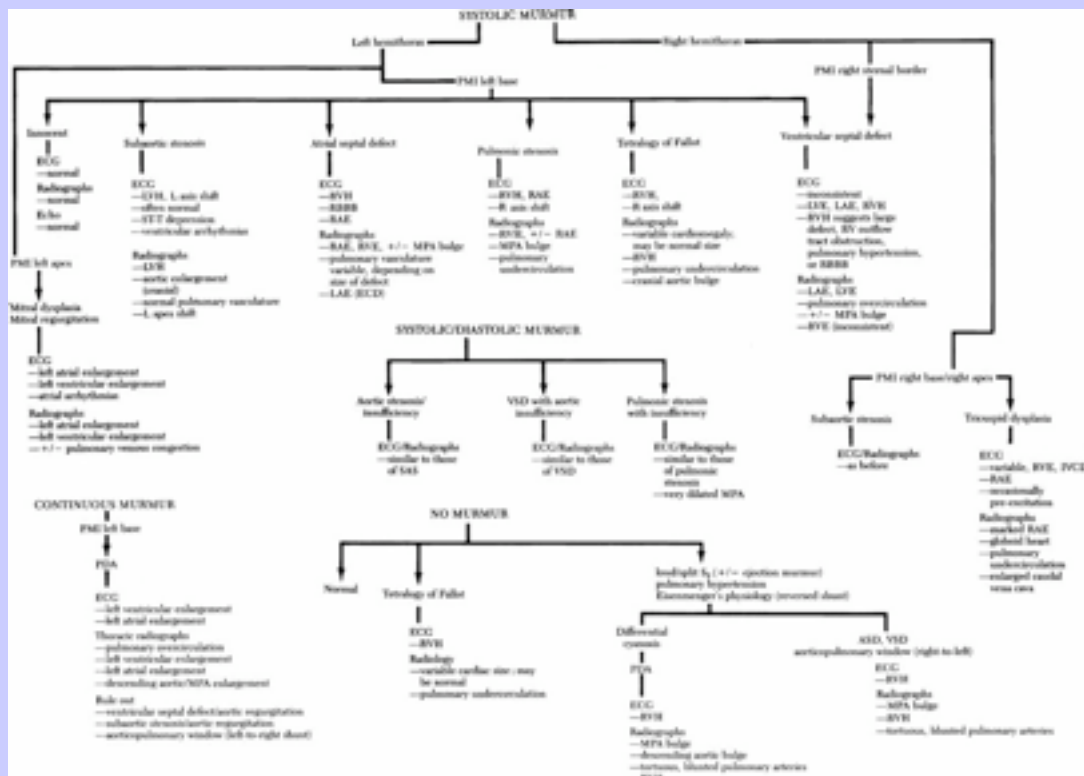 SYSTOLIC MURMUR
Left hemithorax
Right hemithorax
PMI left base
PMI right sternal border
Innocent
ECG
—normal
Radiographs
—normal
Echo
—normal
Subaortic stenosis
ECG
—LVH, L axis shift
—often normal
—ST-T depression
—ventricular arrhythmias
Radiographs
—LVH
—aortic enlargement
—normal pulmonary vasculature
—L apex shift
Atrial septal defect
ECG
—RVH
—RBBB
—RAE
Radiographs
—RAE, RVE, +/− MPA bulge
—pulmonary vasculature
variable, depending on
size of defect
—LAE (ECD)
Pulmonic stenosis
ECG
—RVH, RAE
—R axis shift
Radiographs
—RVH, +/− RAE
—MPA bulge
—pulmonary
undercirculation
Tetralogy of Fallot
ECG
—RVH,
—R axis shift
Radiographs
—variable cardiomegaly;
may be normal size
—RVH
—pulmonary undercirculation
—cranial aortic bulge
Ventricular septal defect
ECG
—inconsistent
—LVE, LAE, RVH
—RVH suggests large
defect, RV outflow
tract obstruction,
pulmonary hypertension,
or RBBB
Radiographs
—LAE, LVE
—pulmonary overcirculation
—+/− MPA bulge
—RVE (inconsistent)
PMI left apex
Mitral dysplasia
Mitral regurgitation
ECG
—left atrial enlargement
—left ventricular enlargement
—atrial arrhythmias
Radiographs
—left atrial enlargement
—left ventricular enlargement
—+/− pulmonary venous congestion
PMI right base/right apex
Subaortic stenosis
ECG/Radiographs
—as before
Tricuspid dysplasia
ECG
—variable, RVE,
—RAE
—occasionally
pre-excitation
Radiographs
—marked RAE
—globoid heart
—pulmonary
undercirculation
—enlarged caudal
vena cava
SYSTOLIC/DIASTOLIC MURMUR
Aortic stenosis/
insufficiency
ECG/Radiographs
—similar to those
of SAS
VSD with aortic
insufficiency
ECG/Radiographs
—similar to those
of VSD
Pulmonic stenosis
with insufficiency
ECG/Radiographs
—similar to those
of pulmonic
stenosis
—very dilated MPA
CONTINUOUS MURMUR
PMI left base
PDA
ECG
—left ventricular enlargement
—left atrial enlargement
Thoracic radiographs
—pulmonary overcirculation
—left ventricular enlargement
—left atrial enlargement
—descending aortic/MPA enlargement
Rule out
—ventricular septal defect/aortic regurgitation
—subaortic stenosis/aortic regurgitation
—aorticopulmonary window (left to right shunt)
NO MURMUR
Normal
Tetralogy of Fallot
ECG
—RVH
Radiology
—variable cardiac size; may
be normal
—pulmonary undercirculation
loud/split S₂ (+/− ejection murmur)
pulmonary hypertension
Eisenmenger's physiology (reversed shunt)
Differential
cyanosis
PDA
ECG
—RVH
Radiographs
—MPA bulge
—descending aortic bulge
—tortuous, blunted pulmonary arteries
ASD, VSD
aorticopulmonary window (right to left)
ECG
—RVH
Radiographs
—MPA bulge
—RVH
—tortuous, blunted pulmonary arteries